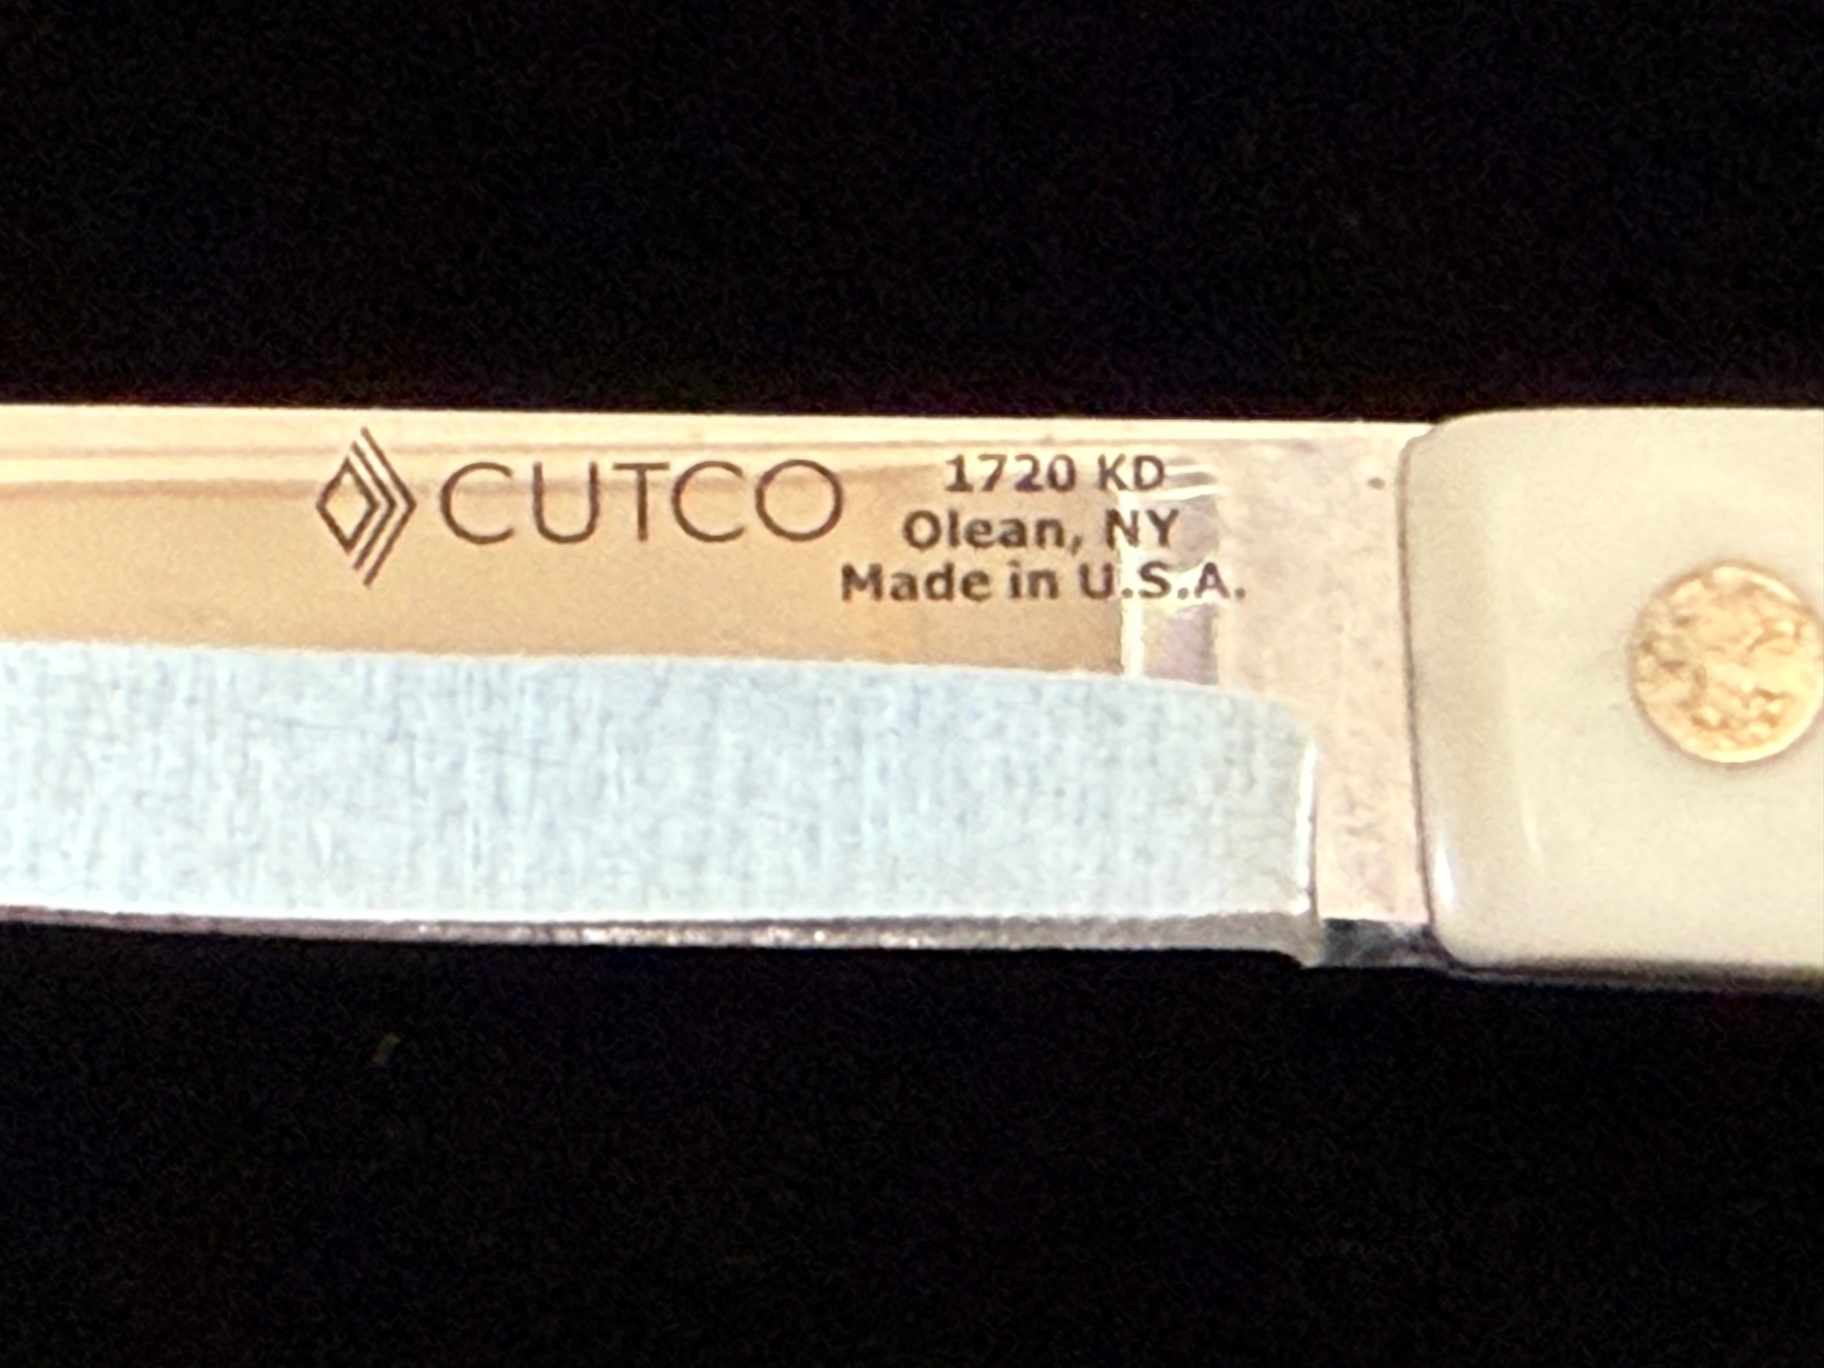 CUTCO
1720 KD
Olean, NY
Made in U.S.A.